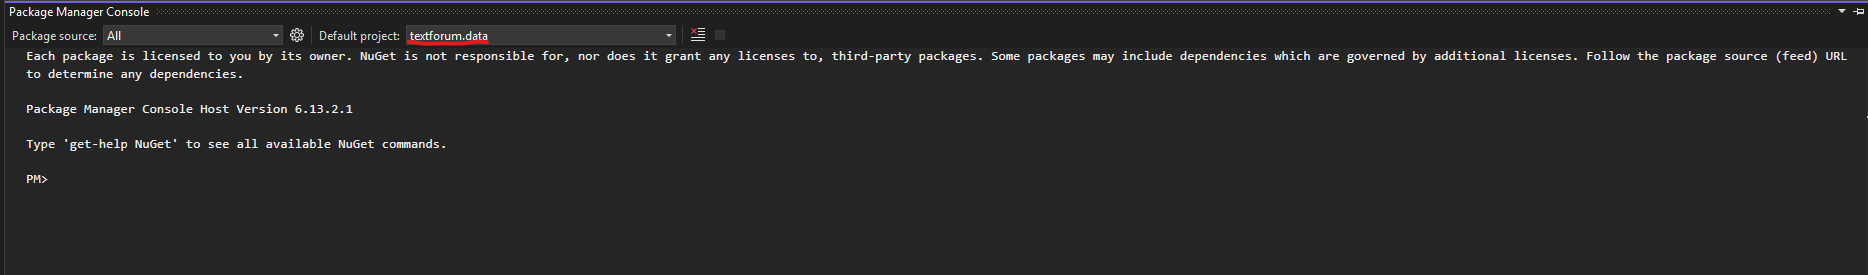 Package Manager Console
Package source: All Default project: textforum.data
Each package is licensed to you by its owner. NuGet is not responsible for, nor does it grant any licenses to, third-party packages. Some packages may include dependencies which are governed by additional licenses. Follow the package source (feed) URL
to determine any dependencies.
Package Manager Console Host Version 6.13.2.1
Type 'get-help NuGet' to see all available NuGet commands.
PM>